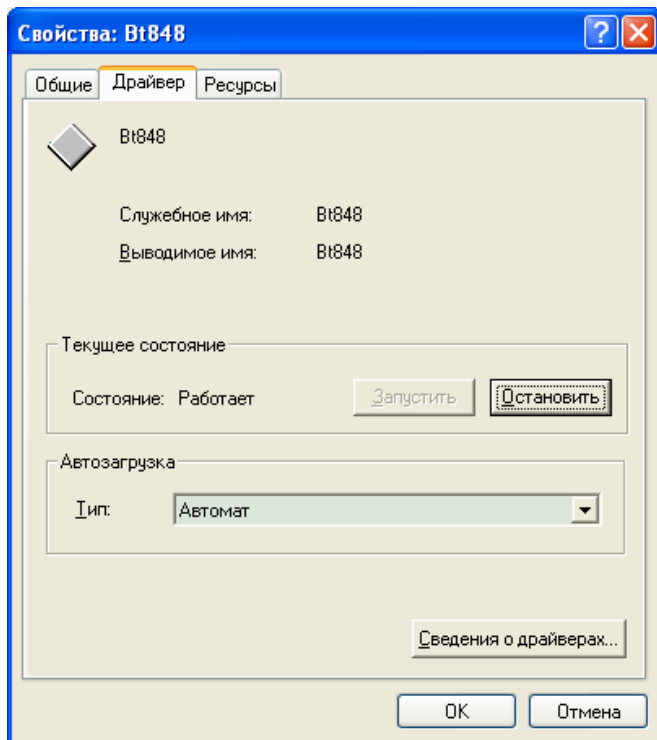 Свойства: Bt848
?
Общие Драйвер Ресурсы
Bt848
Служебное имя: Bt848
Выводимое имя: Bt848
Текущее состояние
Состояние: Работает Запустить Остановить
Автозагрузка
Тип: Автомат
Сведения о драйверах...
OK Отмена